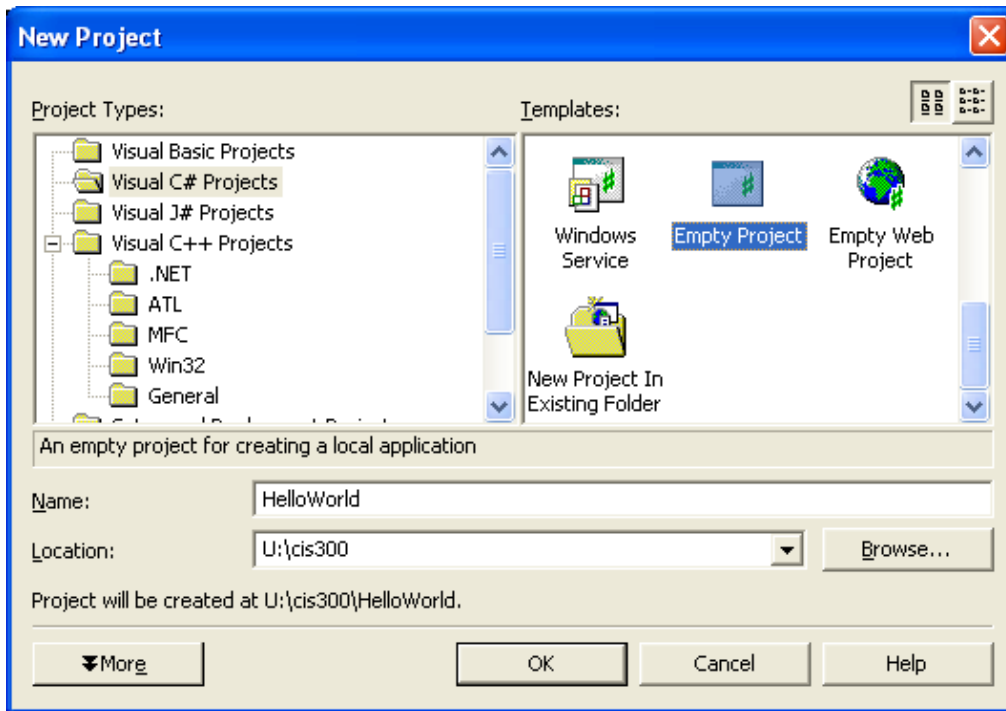 New Project
Project Types:
Templates:
Visual Basic Projects
Visual C# Projects
Visual J# Projects
Visual C++ Projects
.NET
ATL
MFC
Win32
General
Windows
Service
Empty Project
Empty Web
Project
New Project In
Existing Folder
An empty project for creating a local application
Name:
HelloWorld
Location:
U:\cis300
Browse...
Project will be created at U:\cis300\HelloWorld.
More
OK
Cancel
Help